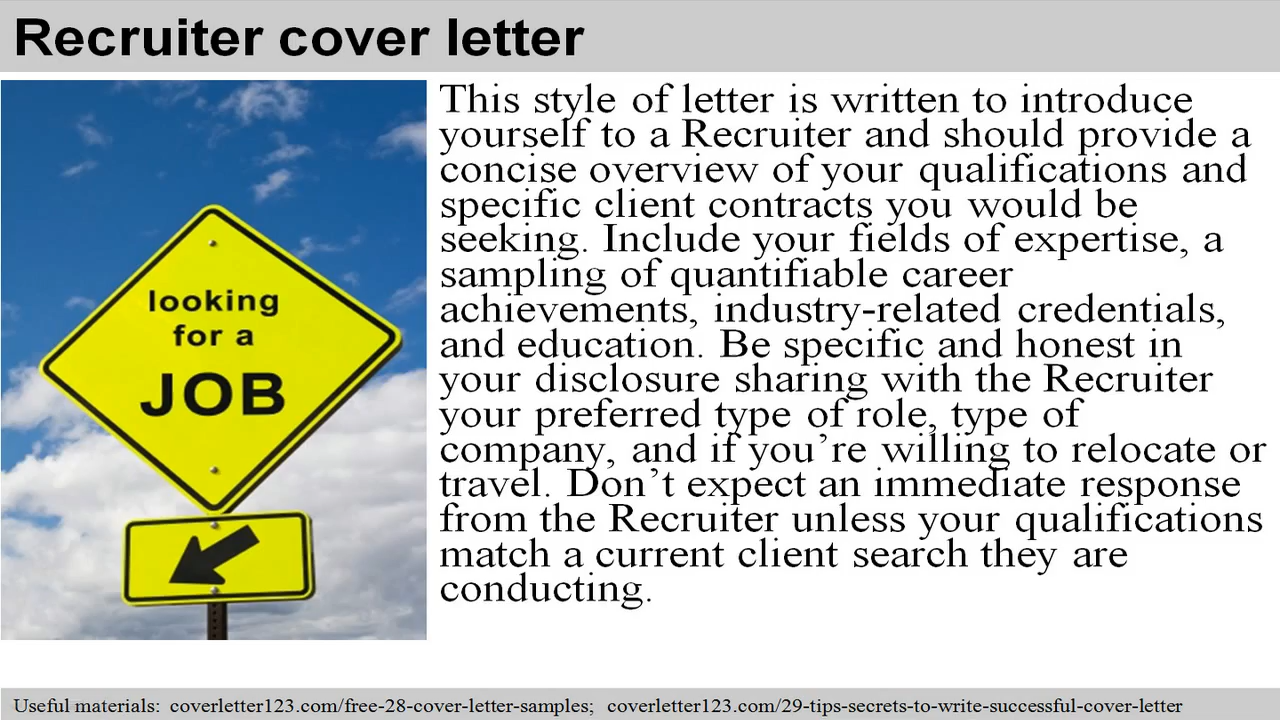 Recruiter cover letter
looking
for a
JOB
This style of letter is written to introduce
yourself to a Recruiter and should provide a
concise overview of your qualifications and
specific client contracts you would be
seeking. Include your fields of expertise, a
sampling of quantifiable career
achievements, industry-related credentials,
and education. Be specific and honest in
your disclosure sharing with the Recruiter
your preferred type of role, type of
company, and if you’re willing to relocate or
travel. Don’t expect an immediate response
from the Recruiter unless your qualifications
match a current client search they are
conducting.
Useful materials: coverletter123.com/free-28-cover-letter-samples; coverletter123.com/29-tips-secrets-to-write-successful-cover-letter